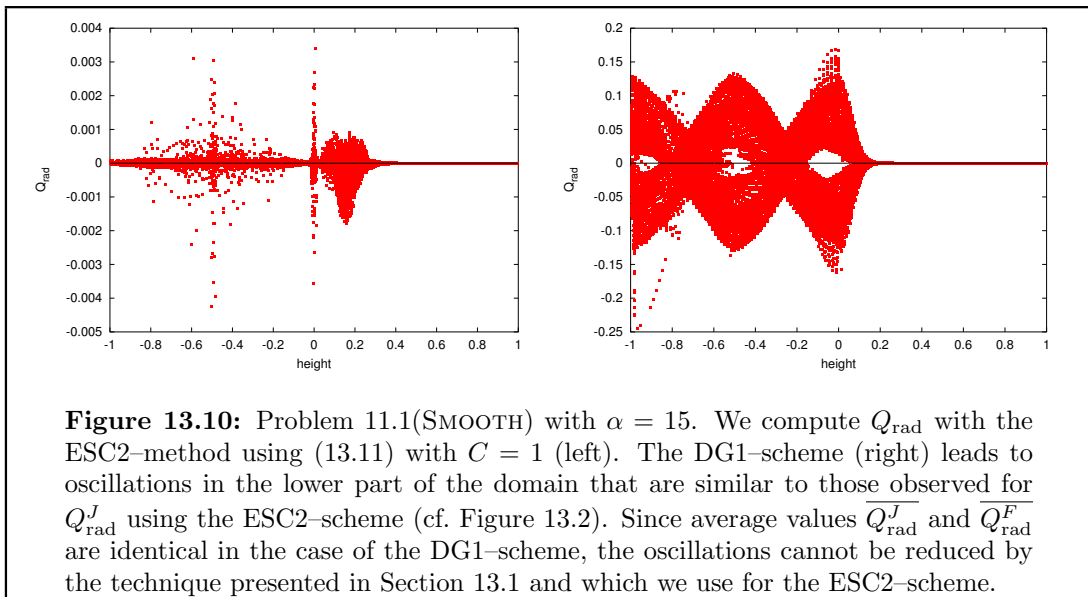 0.004
0.003
0.002
0.001
0
-0.001
-0.002
-0.003
-0.004
-0.005
Q_rad
-1 -0.8 -0.6 -0.4 -0.2 0 0.2 0.4 0.6 0.8 1
height
0.2
0.15
0.1
0.05
0
-0.05
-0.1
-0.15
-0.2
-0.25
Q_rad
-1 -0.8 -0.6 -0.4 -0.2 0 0.2 0.4 0.6 0.8 1
height
Figure 13.10: Problem 11.1(SMOOTH) with α = 15. We compute Q_rad with the
ESC2–method using (13.11) with C = 1 (left). The DG1–scheme (right) leads to
oscillations in the lower part of the domain that are similar to those observed for
Q^J_rad using the ESC2–scheme (cf. Figure 13.2). Since average values \overline{Q^J_rad} and \overline{Q^F_rad}
are identical in the case of the DG1–scheme, the oscillations cannot be reduced by
the technique presented in Section 13.1 and which we use for the ESC2–scheme.